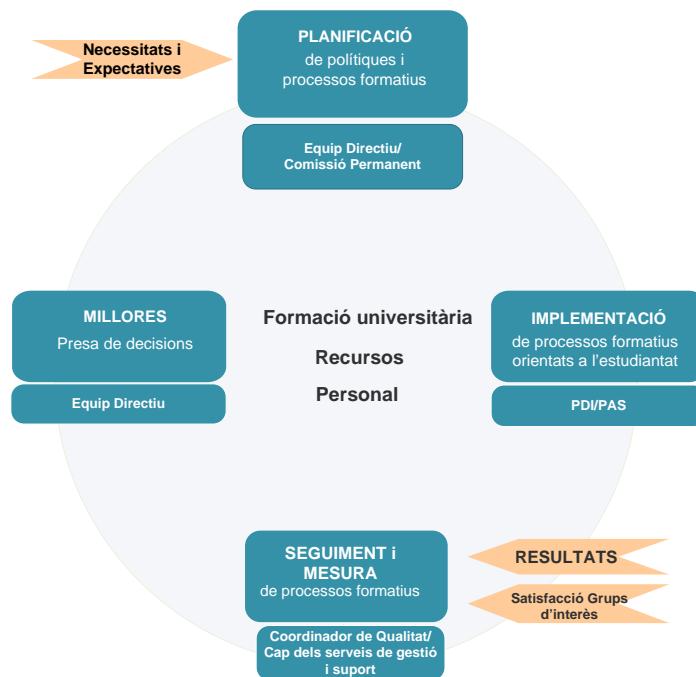 Necessitats i
Expectatives
PLANIFICACIÓ
de polítiques i
processos formatius
Equip Directiu/
Comissió Permanent
MILLORES
Presa de decisions
Equip Directiu
Formació universitària
Recursos
Personal
IMPLEMENTACIÓ
de processos formatius
orientats a l’estudiantat
PDI/PAS
SEGUIMENT i
MESURA
de processos formatius
Coordinador de Qualitat/
Cap dels serveis de gestió
i suport
RESULTATS
Satisfacció Grups
d’interès